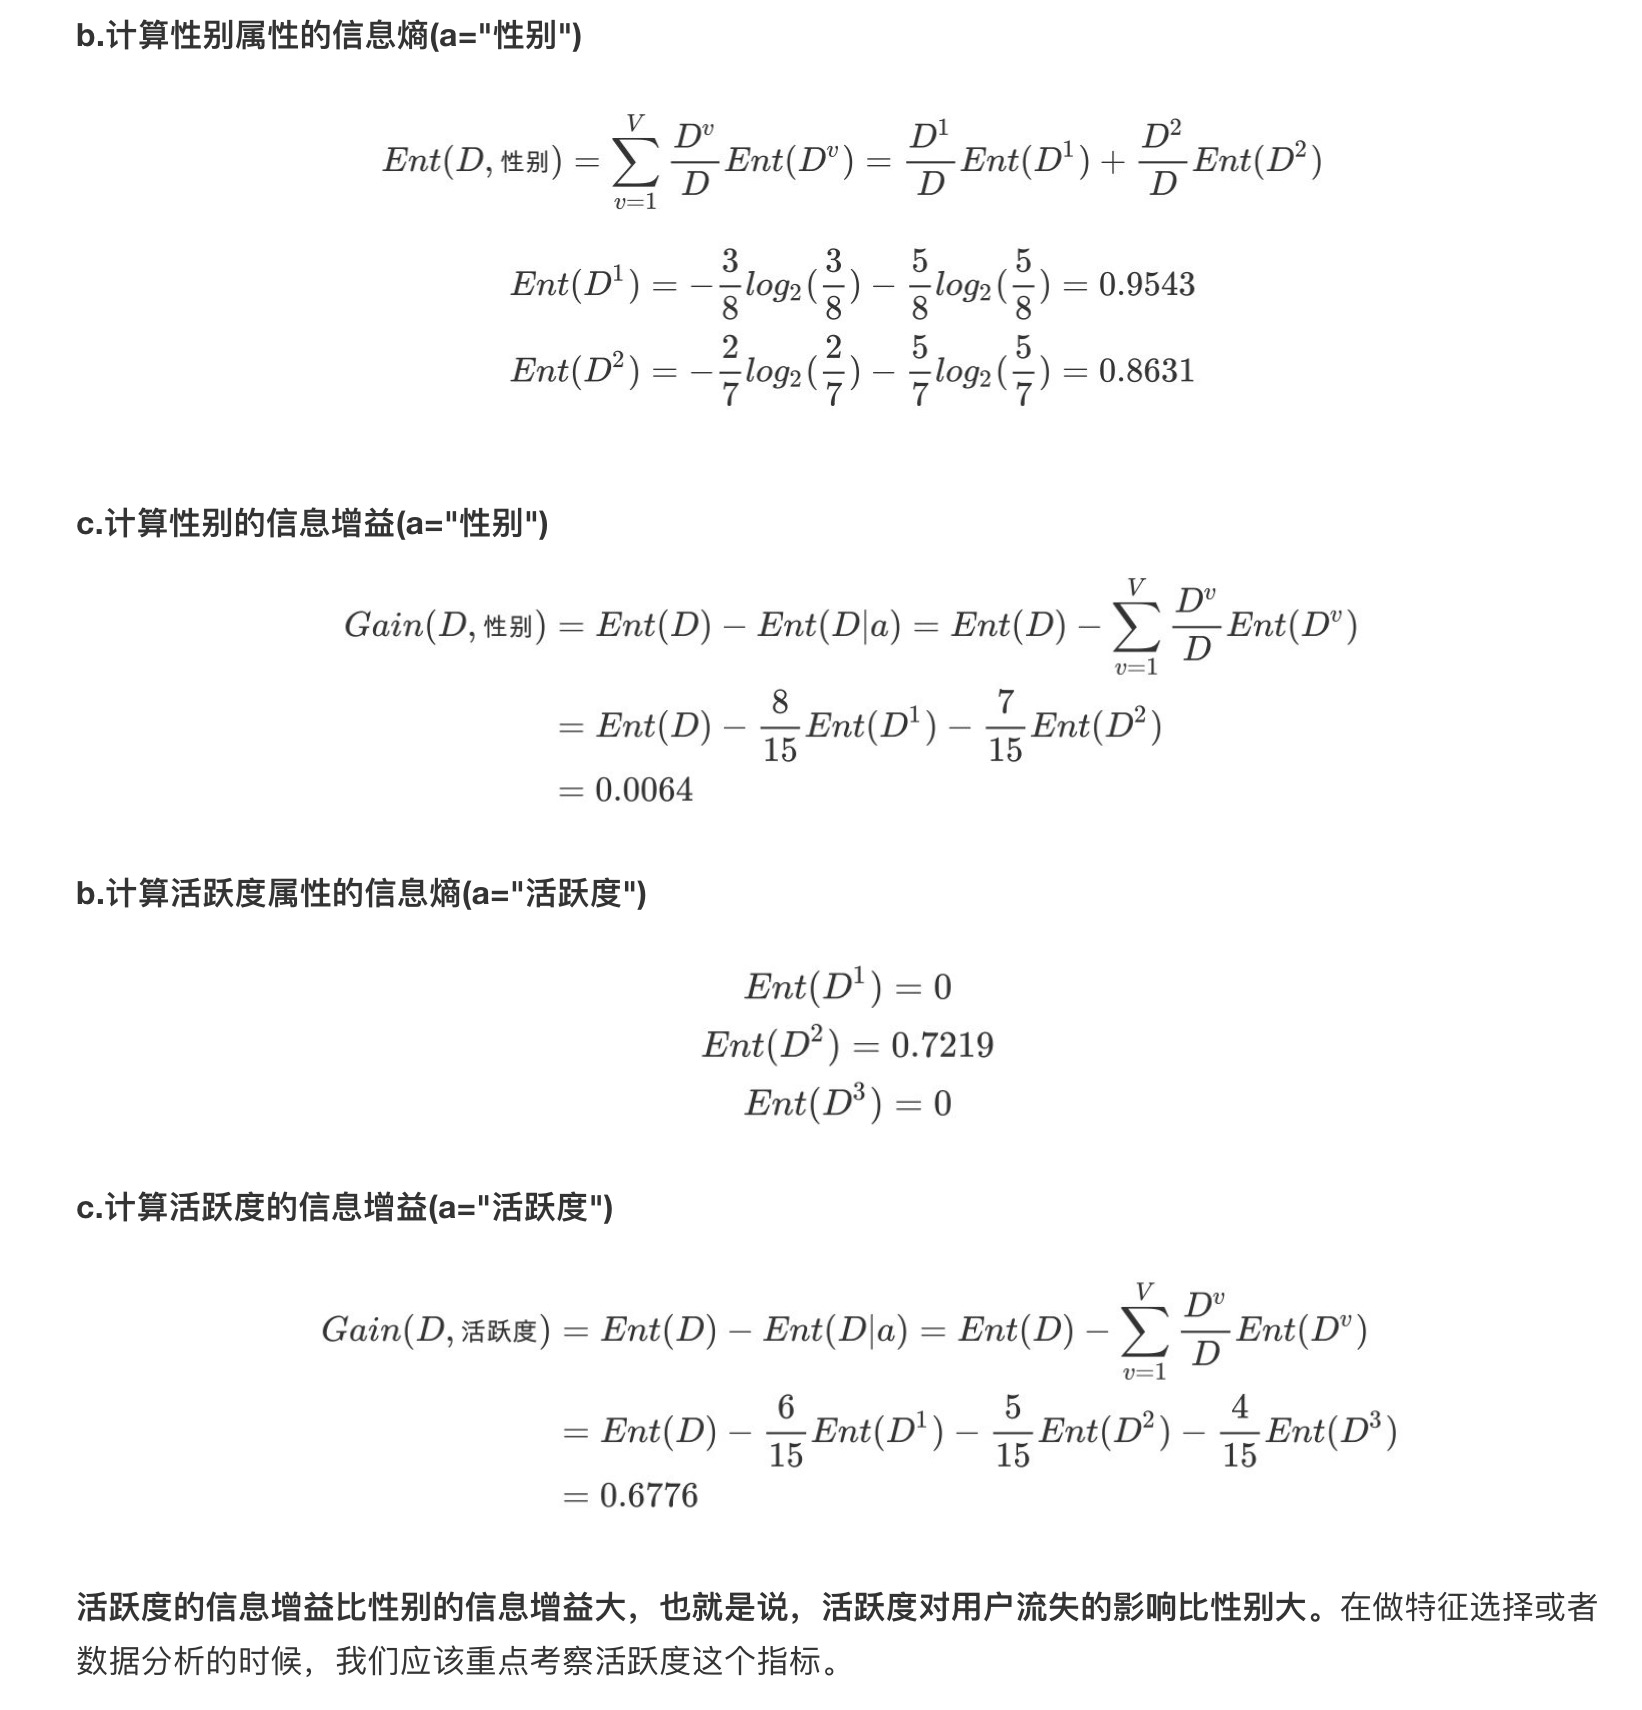 b.计算性别属性的信息熵(a="性别")
Ent(D, 性别) = \sum_{v=1}^{V} \frac{D^v}{D} Ent(D^v) = \frac{D^1}{D} Ent(D^1) + \frac{D^2}{D} Ent(D^2)
Ent(D^1) = -\frac{3}{8} log_2(\frac{3}{8}) - \frac{5}{8} log_2(\frac{5}{8}) = 0.9543
Ent(D^2) = -\frac{2}{7} log_2(\frac{2}{7}) - \frac{5}{7} log_2(\frac{5}{7}) = 0.8631
c.计算性别的信息增益(a="性别")
Gain(D, 性别) = Ent(D) - Ent(D|a) = Ent(D) - \sum_{v=1}^{V} \frac{D^v}{D} Ent(D^v)
= Ent(D) - \frac{8}{15} Ent(D^1) - \frac{7}{15} Ent(D^2)
= 0.0064
b.计算活跃度属性的信息熵(a="活跃度")
Ent(D^1) = 0
Ent(D^2) = 0.7219
Ent(D^3) = 0
c.计算活跃度的信息增益(a="活跃度")
Gain(D, 活跃度) = Ent(D) - Ent(D|a) = Ent(D) - \sum_{v=1}^{V} \frac{D^v}{D} Ent(D^v)
= Ent(D) - \frac{6}{15} Ent(D^1) - \frac{5}{15} Ent(D^2) - \frac{4}{15} Ent(D^3)
= 0.6776
活跃度的信息增益比性别的信息增益大，也就是说，活跃度对用户流失的影响比性别大。在做特征选择或者
数据分析的时候，我们应该重点考察活跃度这个指标。